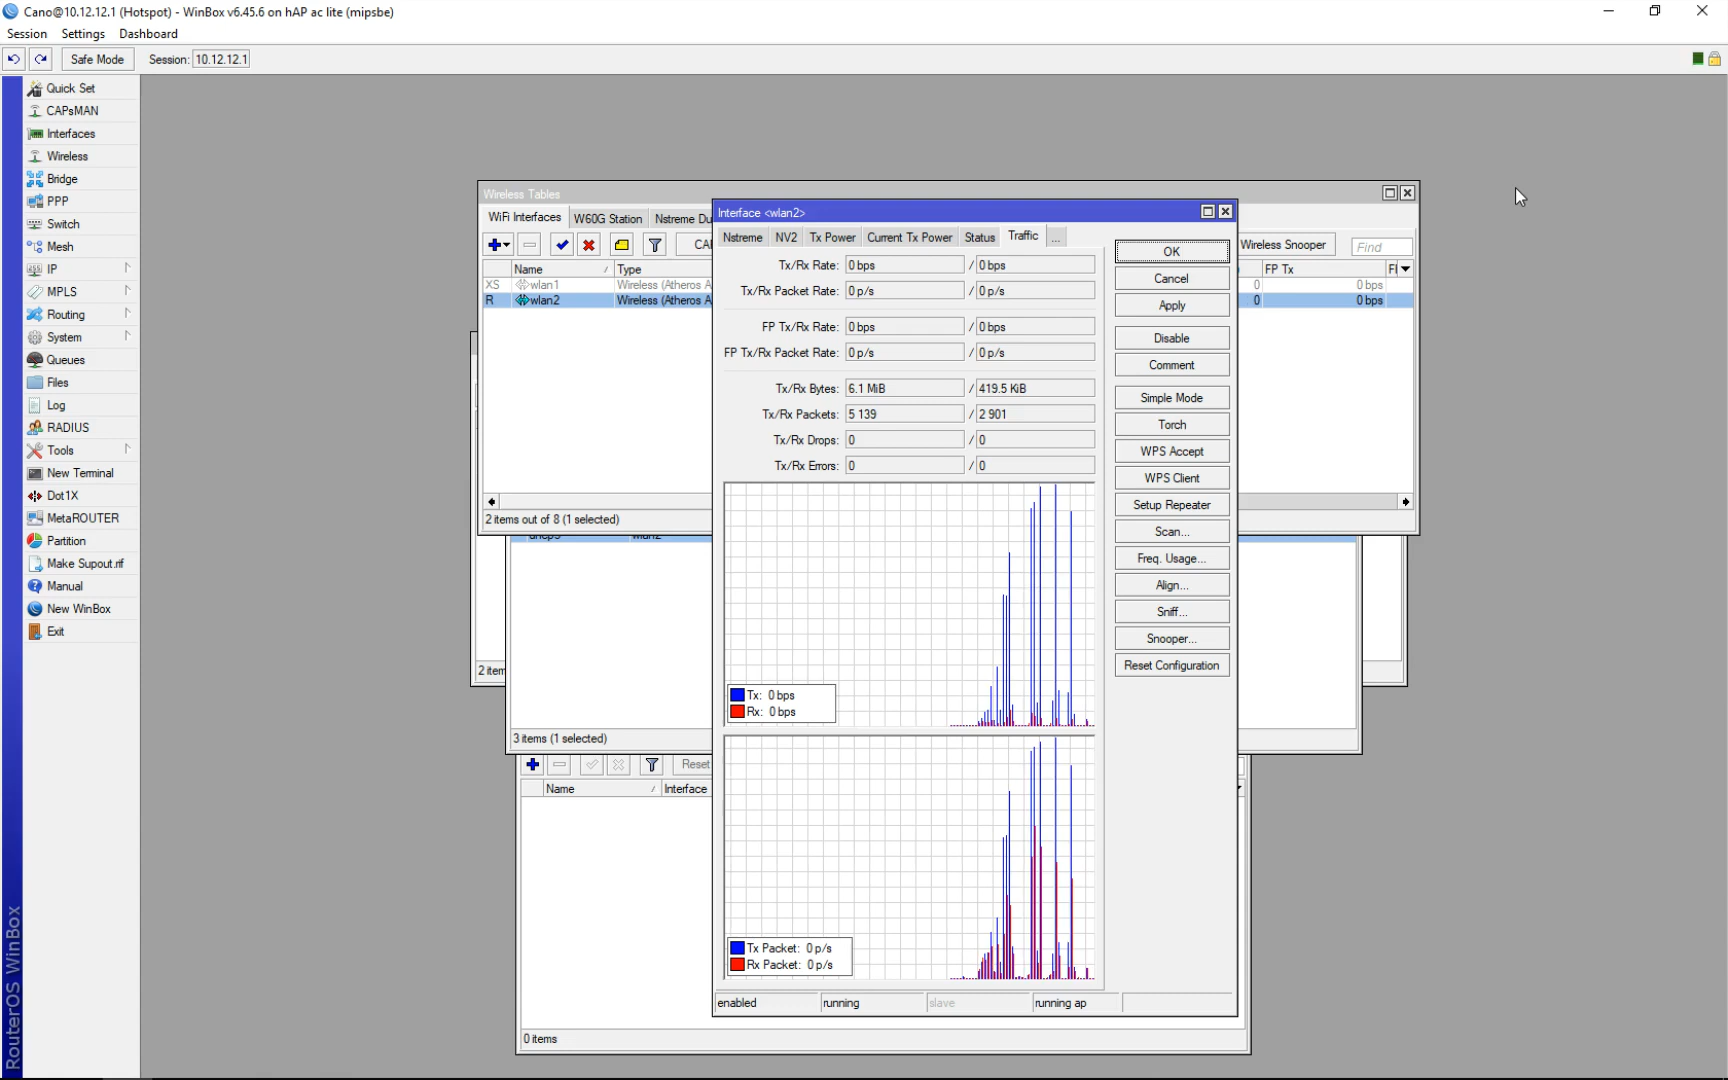 Cano@10.12.12.1 (Hotspot) - WinBox v6.45.6 on hAP ac lite (mipsbe)
Session Settings Dashboard
Safe Mode Session: 10.12.12.1
Quick Set
CAPsMAN
Interfaces
Wireless
Bridge
PPP
Switch
Mesh
IP
MPLS
Routing
System
Queues
Files
Log
RADIUS
Tools
New Terminal
Dot1X
MetaROUTER
Partition
Make Supout.rif
Manual
New WinBox
Exit
RouterOS WinBox
Wireless Tables
WiFi Interfaces W60G Station Nstreme Du
CAP
Wireless Snooper Find
Name / Type FP Tx
XS wlan1 Wireless (Atheros A 0 0 bps
R wlan2 Wireless (Atheros A 0 0 bps
2 items out of 8 (1 selected)
Interface <wlan2>
Nstreme NV2 Tx Power Current Tx Power Status Traffic ...
Tx/Rx Rate: 0 bps / 0 bps
Tx/Rx Packet Rate: 0 p/s / 0 p/s
FP Tx/Rx Rate: 0 bps / 0 bps
FP Tx/Rx Packet Rate: 0 p/s / 0 p/s
Tx/Rx Bytes: 6.1 MiB / 419.5 KiB
Tx/Rx Packets: 5 139 / 2 901
Tx/Rx Drops: 0 / 0
Tx/Rx Errors: 0 / 0
Tx: 0 bps
Rx: 0 bps
Tx Packet: 0 p/s
Rx Packet: 0 p/s
enabled running slave running ap
OK
Cancel
Apply
Disable
Comment
Simple Mode
Torch
WPS Accept
WPS Client
Setup Repeater
Scan...
Freq. Usage...
Align...
Sniff...
Snooper...
Reset Configuration
2 item
3 items (1 selected)
Reset
Name / Interface
0 items